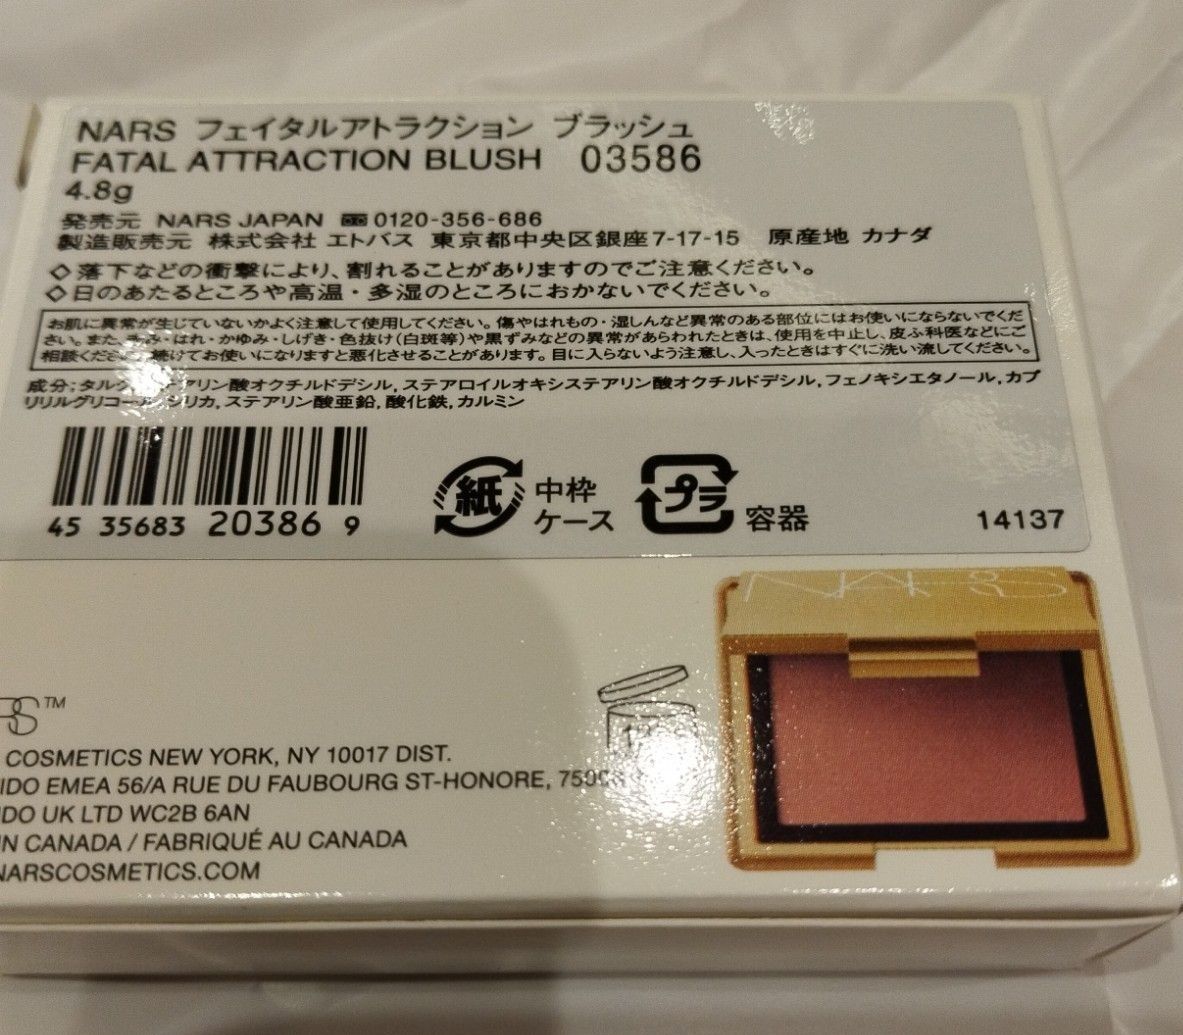 NARS フェイタルアトラクション ブラッシュ
FATAL ATTRACTION BLUSH 03586
4.8g
発売元 NARS JAPAN 0120-356-686
製造販売元 株式会社 エトバス 東京都中央区銀座7-17-15 原産地 カナダ
◇落下などの衝撃により、割れることがありますのでご注意ください。
◇日のあたるところや高温・多湿のところにおかないでください。
お肌に異常が生じていないかよく注意して使用してください。傷やはれもの・湿しんなど異常のある部位にはお使いにならないでくだ
さい。また、 はれ・かゆみ・しげき・色抜け(白斑等)や黒ずみなどの異常があらわれたときは、使用を中止し、皮ふ科医などにご
相談くださ 続けてお使いになりますと悪化させることがあります。目に入らないよう注意し、入ったときはすぐに洗い流してください。
成分;タルク, アリン酸オクチルドデシル,ステアロイルオキシステアリン酸オクチルドデシル,フェノキシエタノール,カプ
リリルグリコール,シリカ,ステアリン酸亜鉛,酸化鉄,カルミン
45 35683 20386 9
紙 中枠
ケース
プラ 容器
14137
NARS
RS™
COSMETICS NEW YORK, NY 10017 DIST.
IDO EMEA 56/A RUE DU FAUBOURG ST-HONORE,
IDO UK LTD WC2B 6AN
IN CANADA / FABRIQUÉ AU CANADA
NARSCOSMETICS.COM